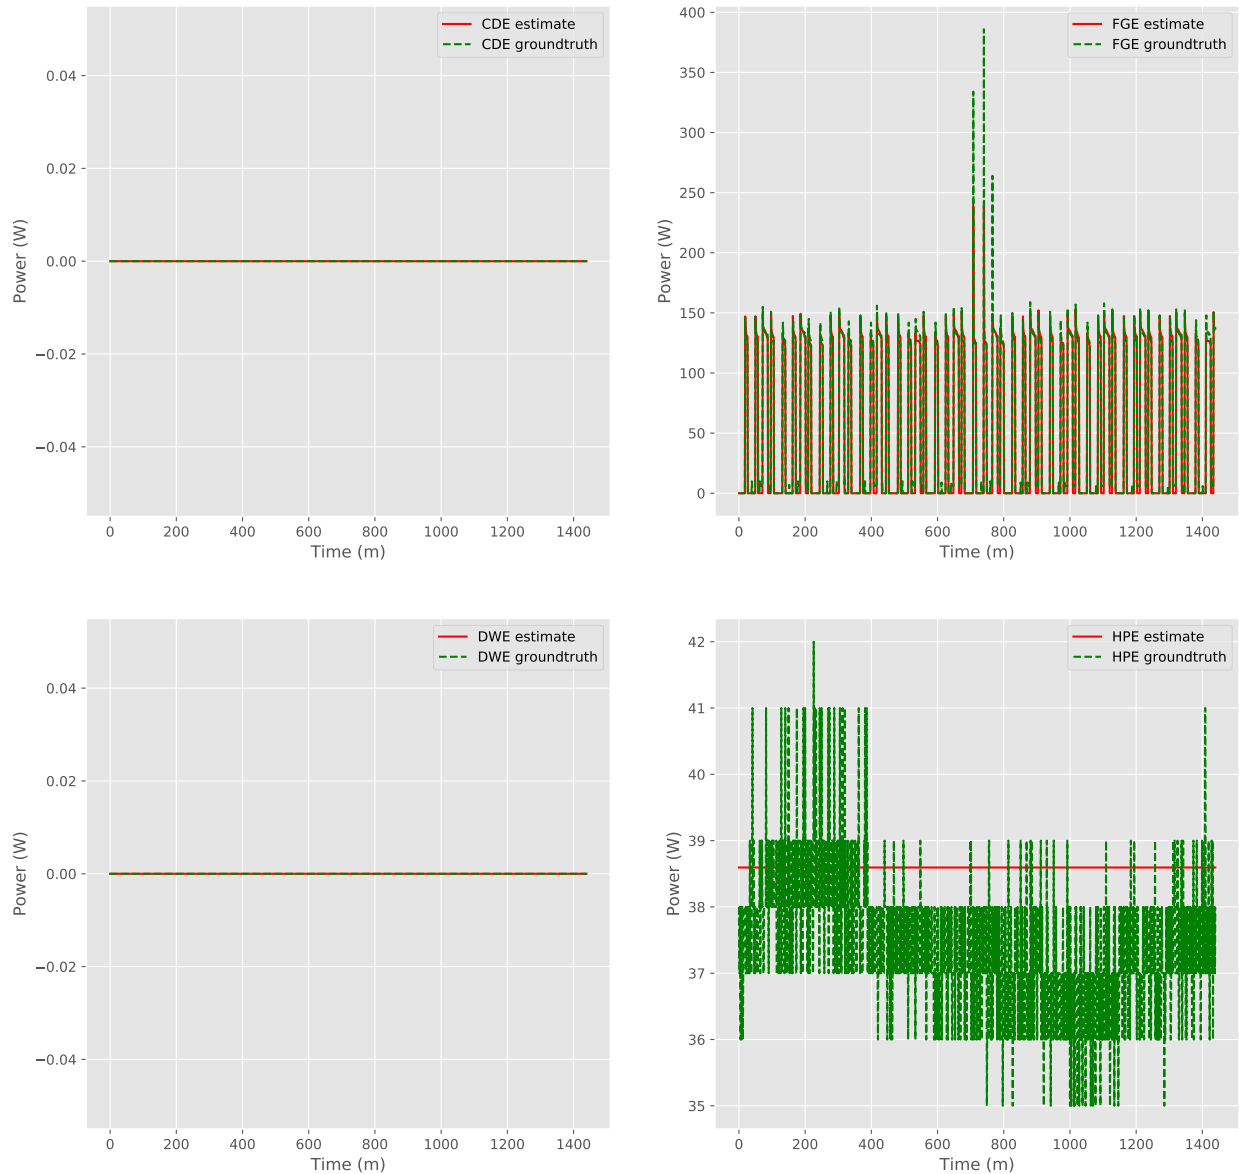 CDE estimate
CDE groundtruth
0.04
0.02
0.00
−0.02
−0.04
Power (W)
0 200 400 600 800 1000 1200 1400
Time (m)
FGE estimate
FGE groundtruth
400
350
300
250
200
150
100
50
0
Power (W)
0 200 400 600 800 1000 1200 1400
Time (m)
DWE estimate
DWE groundtruth
0.04
0.02
0.00
−0.02
−0.04
Power (W)
0 200 400 600 800 1000 1200 1400
Time (m)
HPE estimate
HPE groundtruth
42
41
40
39
38
37
36
35
Power (W)
0 200 400 600 800 1000 1200 1400
Time (m)